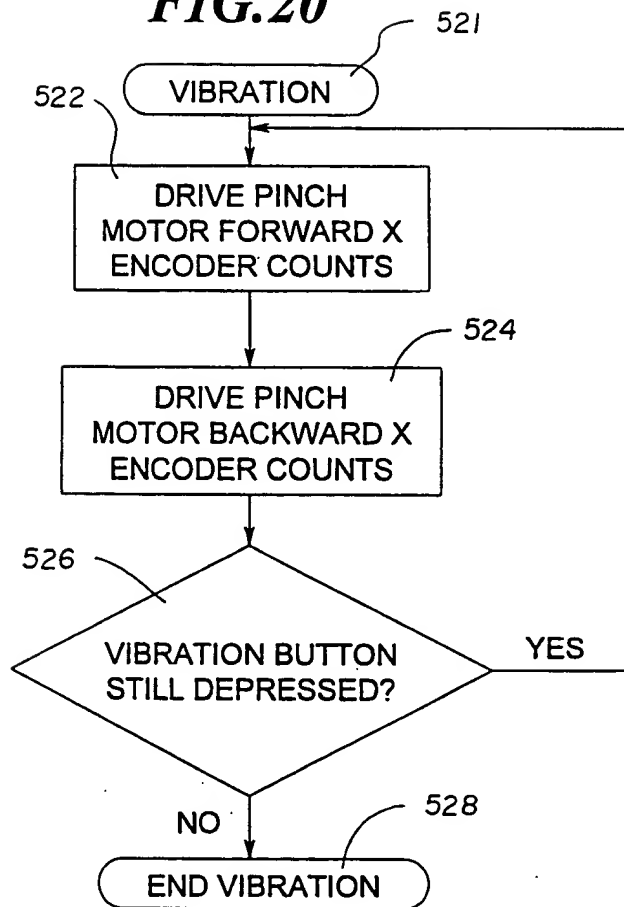 FIG.20
521
VIBRATION
522
DRIVE PINCH
MOTOR FORWARD X
ENCODER COUNTS
524
DRIVE PINCH
MOTOR BACKWARD X
ENCODER COUNTS
526
VIBRATION BUTTON
STILL DEPRESSED?
YES
NO
528
END VIBRATION